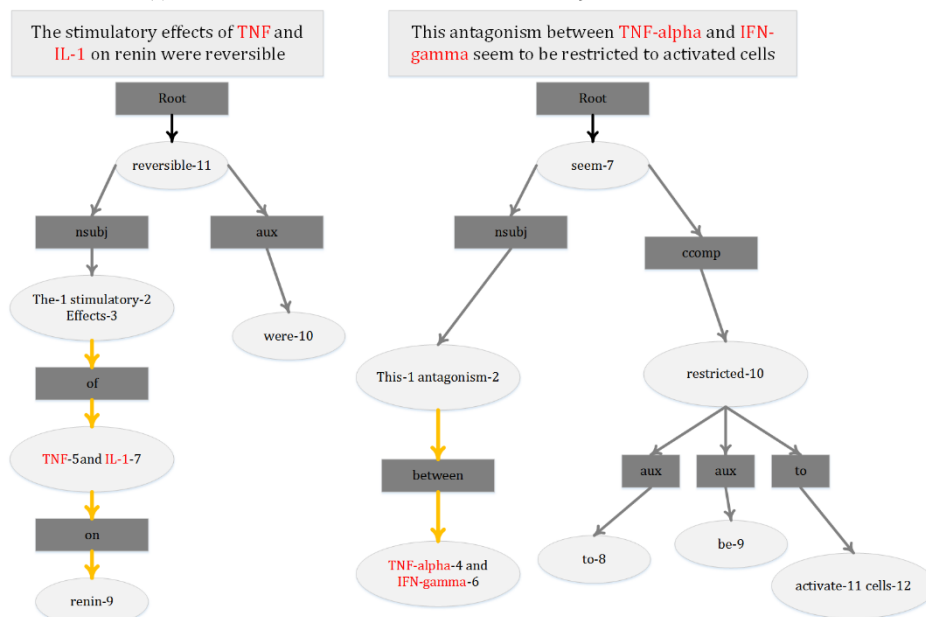 The stimulatory effects of TNF and
IL-1 on renin were reversible
Root
reversible-11
nsubj
aux
The-1 stimulatory-2
Effects-3
were-10
of
TNF-5and IL-1-7
on
renin-9
This antagonism between TNF-alpha and IFN-
gamma seem to be restricted to activated cells
Root
seem-7
nsubj
ccomp
This-1 antagonism-2
restricted-10
between
aux
aux
to
TNF-alpha-4 and
IFN-gamma-6
to-8
be-9
activate-11 cells-12